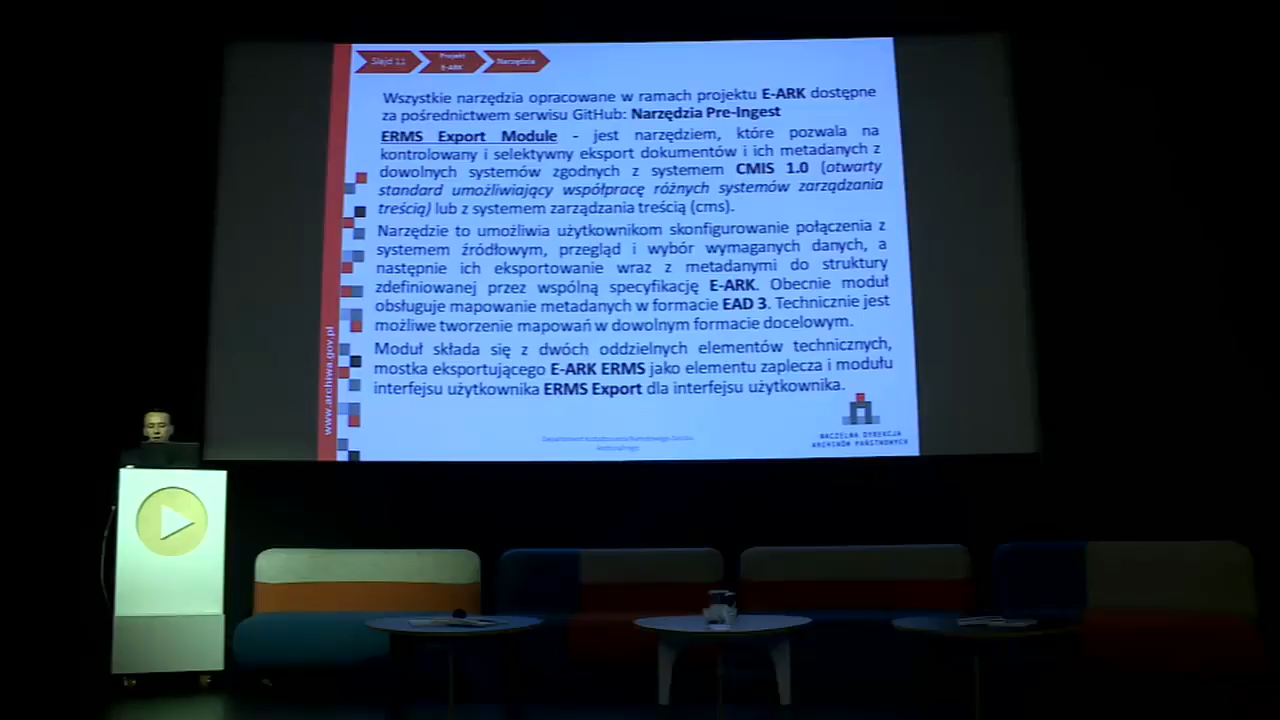 Slajd 11
Projekt
E-ARK
Narzędzia
Wszystkie narzędzia opracowane w ramach projektu E-ARK dostępne
za pośrednictwem serwisu GitHub: Narzędzia Pre-Ingest
ERMS Export Module - jest narzędziem, które pozwala na
kontrolowany i selektywny eksport dokumentów i ich metadanych z
dowolnych systemów zgodnych z systemem CMIS 1.0 (otwarty
standard umożliwiający współpracę różnych systemów zarządzania
treścią) lub z systemem zarządzania treścią (cms).
Narzędzie to umożliwia użytkownikom skonfigurowanie połączenia z
systemem źródłowym, przegląd i wybór wymaganych danych, a
następnie ich eksportowanie wraz z metadanymi do struktury
zdefiniowanej przez wspólną specyfikację E-ARK. Obecnie moduł
obsługuje mapowanie metadanych w formacie EAD 3. Technicznie jest
możliwe tworzenie mapowań w dowolnym formacie docelowym.
Moduł składa się z dwóch oddzielnych elementów technicznych,
mostka eksportującego E-ARK ERMS jako elementu zaplecza i modułu
interfejsu użytkownika ERMS Export dla interfejsu użytkownika.
www.archiwa.gov.pl
Departament Kształtowania Narodowego Zasobu
Archiwalnego
NACZELNA DYREKCJA
ARCHIWÓW PAŃSTWOWYCH